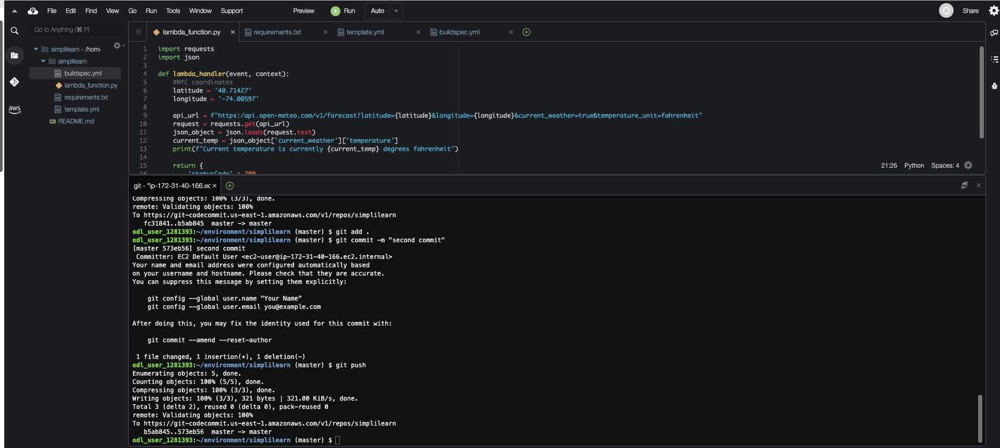 File Edit Find View Go Run Tools Window Support Preview Run Auto O Share
Go to Anything (⌘ P)
lambda_function.py requirements.txt template.yml buildspec.yml
simplilearn - /hom
simplilearn
buildspec.yml
lambda_function.py
requirements.txt
template.yml
README.md
aws
1 import requests
2 import json
3
4 def lambda_handler(event, context):
5 #NYC coordinates
6 latitude = '40.71427'
7 longitude = '-74.00597'
8
9 api_url = f"https:/api.open-meteo.com/v1/forecast?latitude={latitude}&longitude={longitude}&current_weather=true&temperature_unit=fahrenheit"
10 request = requests.get(api_url)
11 json_object = json.loads(request.text)
12 current_temp = json_object['current_weather']['temperature']
13 print(f"Current temperature is currently {current_temp} degrees fahrenheit")
14
15 return {
16 'statusCode' : 200
21:26 Python Spaces: 4
git - "ip-172-31-40-166.ec
Compressing objects: 100% (3/3), done.
remote: Validating objects: 100%
To https://git-codecommit.us-east-1.amazonaws.com/v1/repos/simplilearn
fc31841..b5ab845 master -> master
odl_user_1281393:~/environment/simplilearn (master) $ git add .
odl_user_1281393:~/environment/simplilearn (master) $ git commit -m "second commit"
[master 573eb56] second commit
Committer: EC2 Default User <ec2-user@ip-172-31-40-166.ec2.internal>
Your name and email address were configured automatically based
on your username and hostname. Please check that they are accurate.
You can suppress this message by setting them explicitly:
git config --global user.name "Your Name"
git config --global user.email you@example.com
After doing this, you may fix the identity used for this commit with:
git commit --amend --reset-author
1 file changed, 1 insertion(+), 1 deletion(-)
odl_user_1281393:~/environment/simplilearn (master) $ git push
Enumerating objects: 5, done.
Counting objects: 100% (5/5), done.
Compressing objects: 100% (3/3), done.
Writing objects: 100% (3/3), 321 bytes | 321.00 KiB/s, done.
Total 3 (delta 2), reused 0 (delta 0), pack-reused 0
remote: Validating objects: 100%
To https://git-codecommit.us-east-1.amazonaws.com/v1/repos/simplilearn
b5ab845..573eb56 master -> master
odl_user_1281393:~/environment/simplilearn (master) $